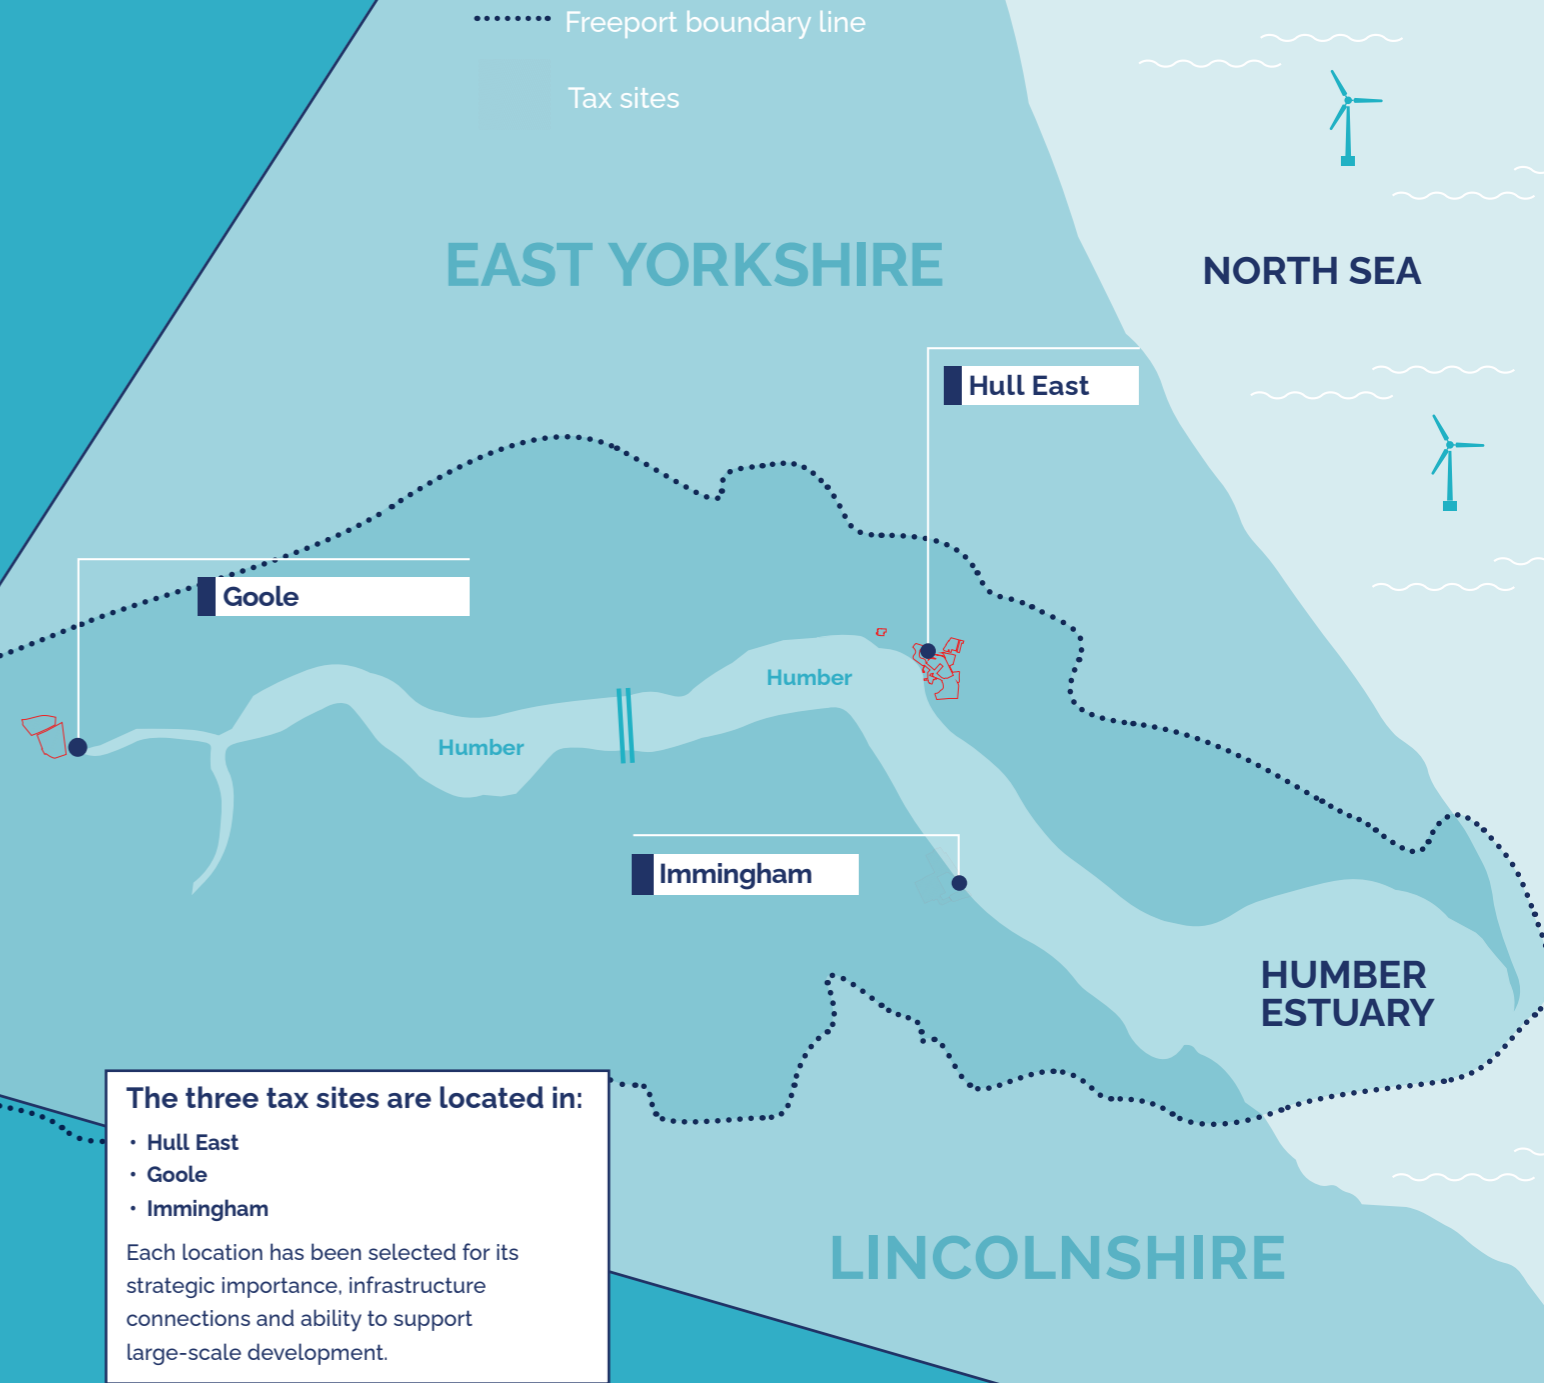 Freeport boundary line
Tax sites
EAST YORKSHIRE
NORTH SEA
Hull East
Goole
Humber
Humber
Immingham
HUMBER
ESTUARY
The three tax sites are located in:
• Hull East
• Goole
• Immingham
Each location has been selected for its
strategic importance, infrastructure
connections and ability to support
large-scale development.
LINCOLNSHIRE